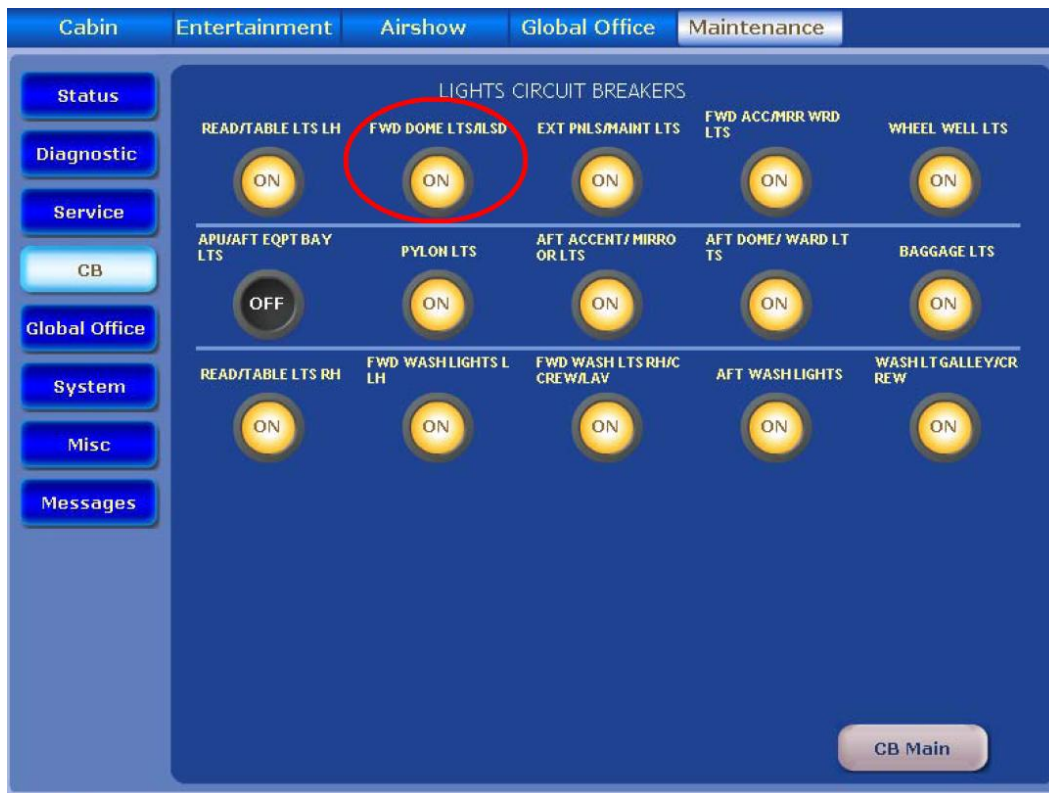 Cabin Entertainment Airshow Global Office Maintenance
Status
Diagnostic
Service
CB
Global Office
System
Misc
Messages
LIGHTS CIRCUIT BREAKERS
READ/TABLE LTS LH
ON
FWD DOME LTS/ILSD
ON
EXT PNLS/MAINT LTS
ON
FWD ACC/MRR WRD
LTS
ON
WHEEL WELL LTS
ON
APU/AFT EQPT BAY
LTS
OFF
PYLON LTS
ON
AFT ACCENT/ MIRRO
OR LTS
ON
AFT DOME/ WARD LT
TS
ON
BAGGAGE LTS
ON
READ/TABLE LTS RH
ON
FWD WASH LIGHTS L
LH
ON
FWD WASH LTS RH/C
CREW/LAV
ON
AFT WASH LIGHTS
ON
WASH LT GALLEY/CR
REW
ON
CB Main